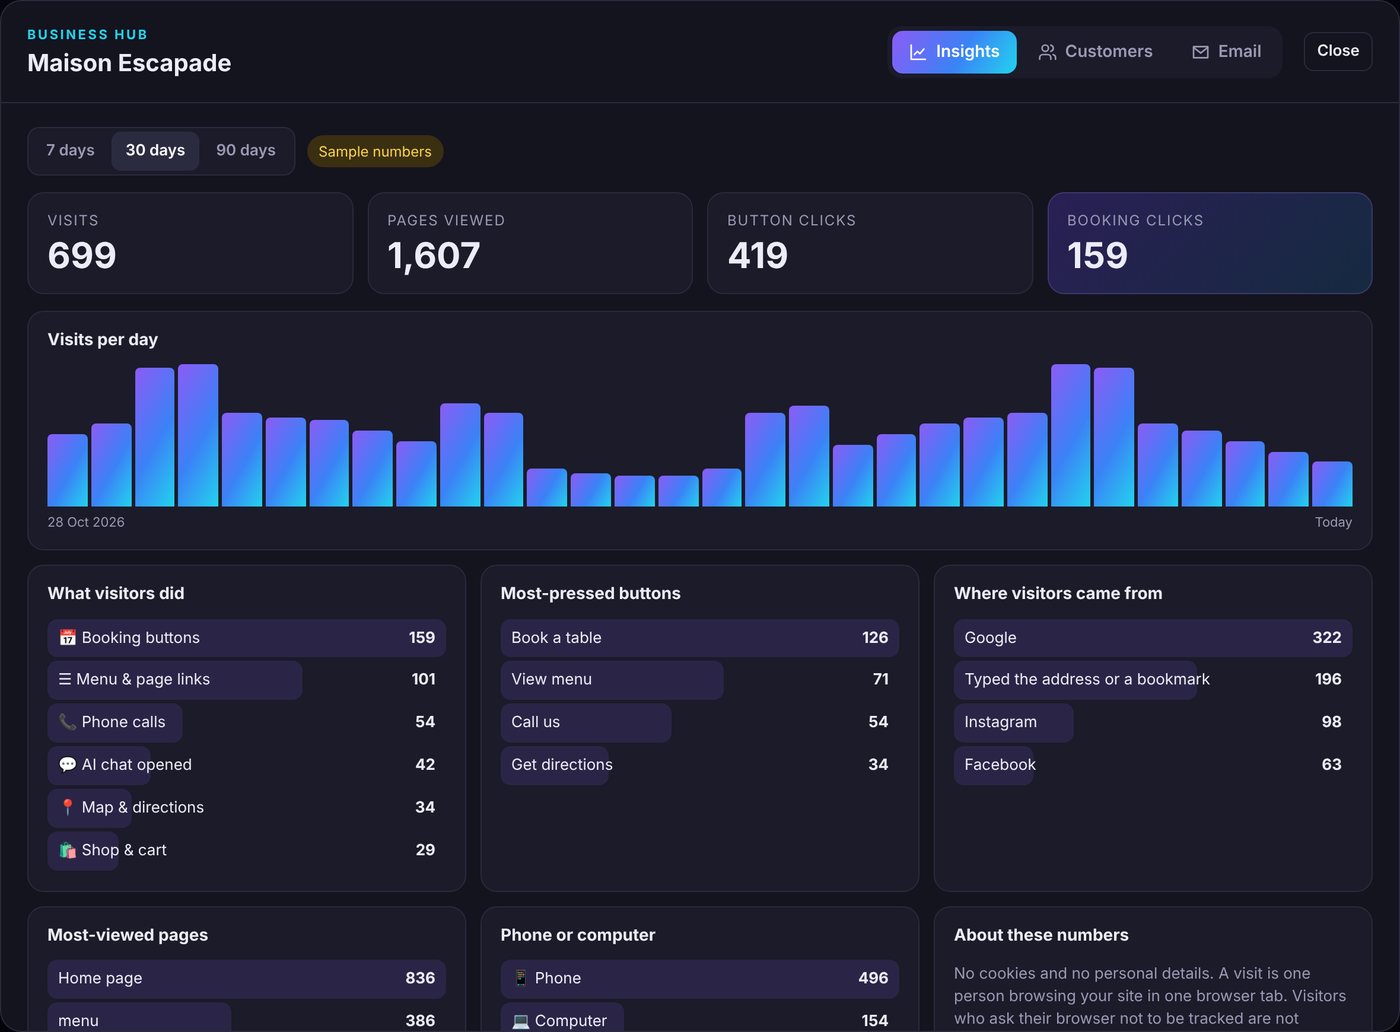 BUSINESS HUB
Maison Escapade
Insights
Customers
Email
Close
7 days
30 days
90 days
Sample numbers
VISITS
699
PAGES VIEWED
1,607
BUTTON CLICKS
419
BOOKING CLICKS
159
Visits per day
28 Oct 2026
Today
What visitors did
Booking buttons 159
Menu & page links 101
Phone calls 54
AI chat opened 42
Map & directions 34
Shop & cart 29
Most-pressed buttons
Book a table 126
View menu 71
Call us 54
Get directions 34
Where visitors came from
Google 322
Typed the address or a bookmark 196
Instagram 98
Facebook 63
Most-viewed pages
Home page 836
menu 386
Phone or computer
Phone 496
Computer 154
About these numbers
No cookies and no personal details. A visit is one
person browsing your site in one browser tab. Visitors
who ask their browser not to be tracked are not